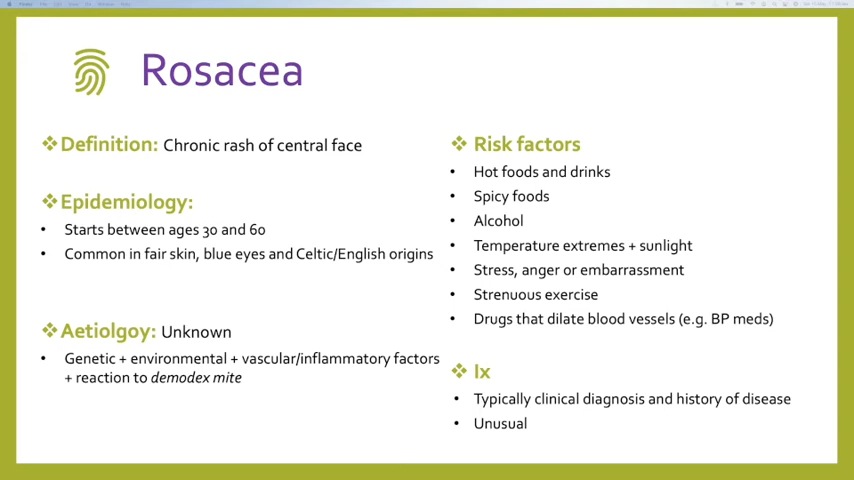 Rosacea
❖Definition: Chronic rash of central face
❖Epidemiology:
• Starts between ages 30 and 60
• Common in fair skin, blue eyes and Celtic/English origins
❖Aetiolgoy: Unknown
• Genetic + environmental + vascular/inflammatory factors
+ reaction to demodex mite
❖ Risk factors
• Hot foods and drinks
• Spicy foods
• Alcohol
• Temperature extremes + sunlight
• Stress, anger or embarrassment
• Strenuous exercise
• Drugs that dilate blood vessels (e.g. BP meds)
❖ Ix
• Typically clinical diagnosis and history of disease
• Unusual